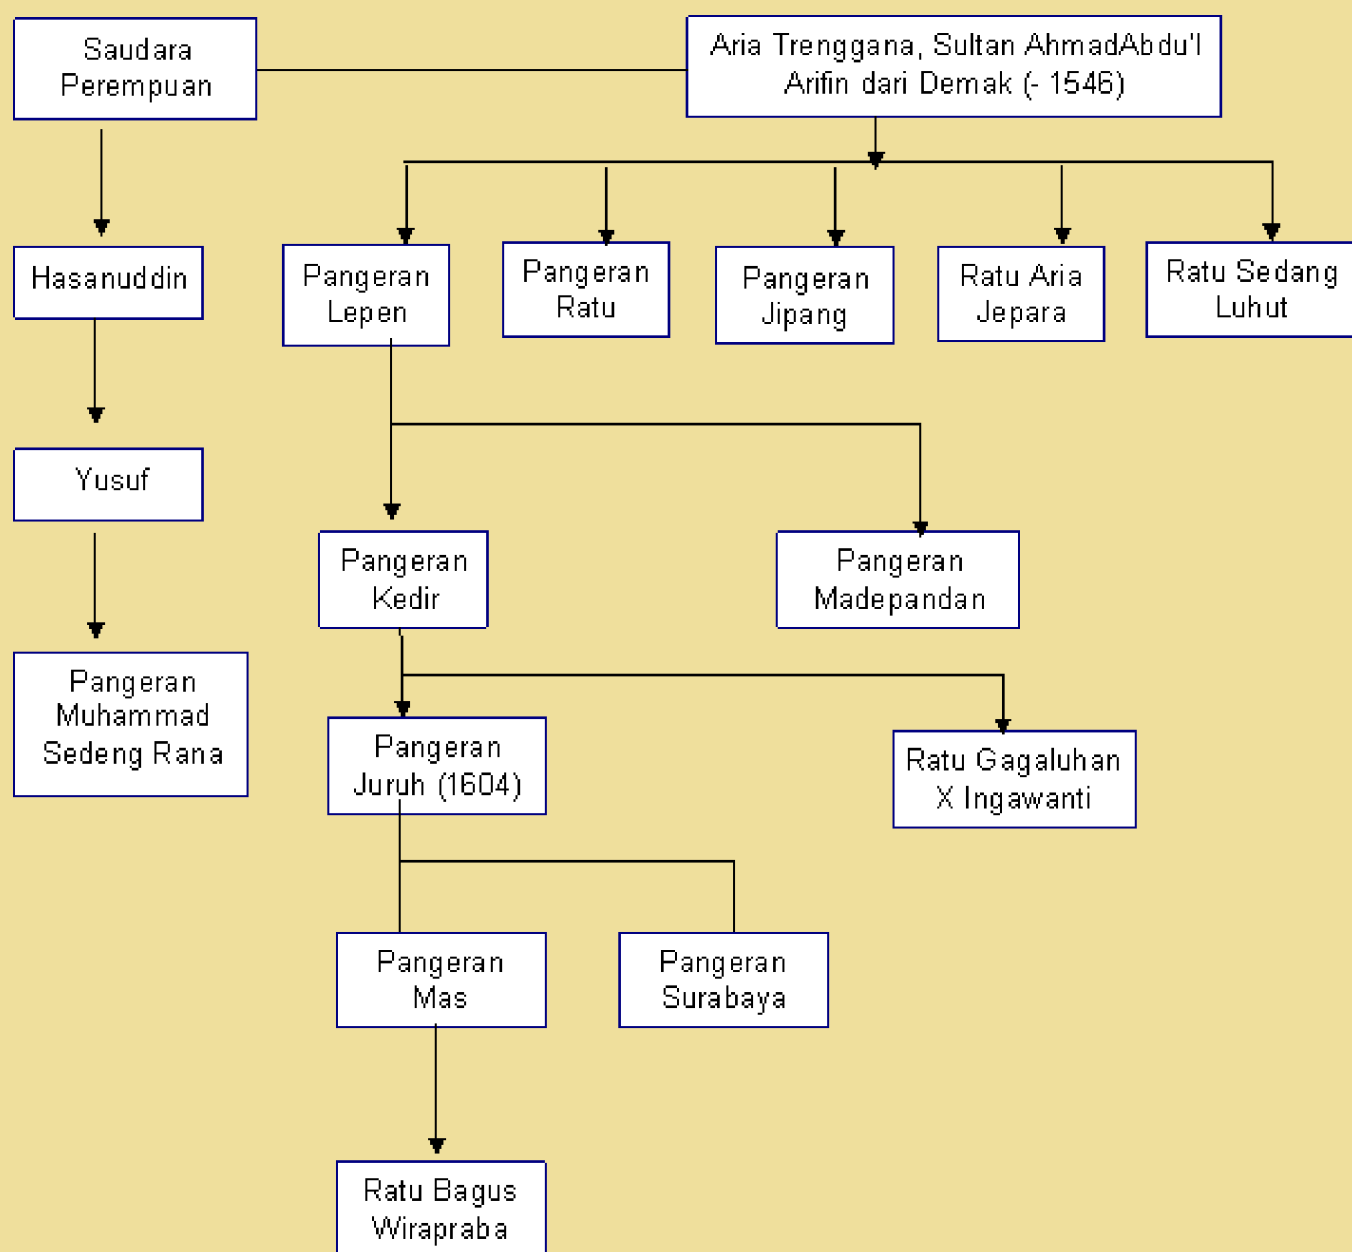 Saudara
Perempuan
Aria Trenggana, Sultan AhmadAbdu'l
Arifin dari Demak (- 1546)
Hasanuddin
Pangeran
Lepen
Pangeran
Ratu
Pangeran
Jipang
Ratu Aria
Jepara
Ratu Sedang
Luhut
Yusuf
Pangeran
Kedir
Pangeran
Madepandan
Pangeran
Muhammad
Sedeng Rana
Pangeran
Juruh (1604)
Ratu Gagaluhan
X Ingawanti
Pangeran
Mas
Pangeran
Surabaya
Ratu Bagus
Wirapraba